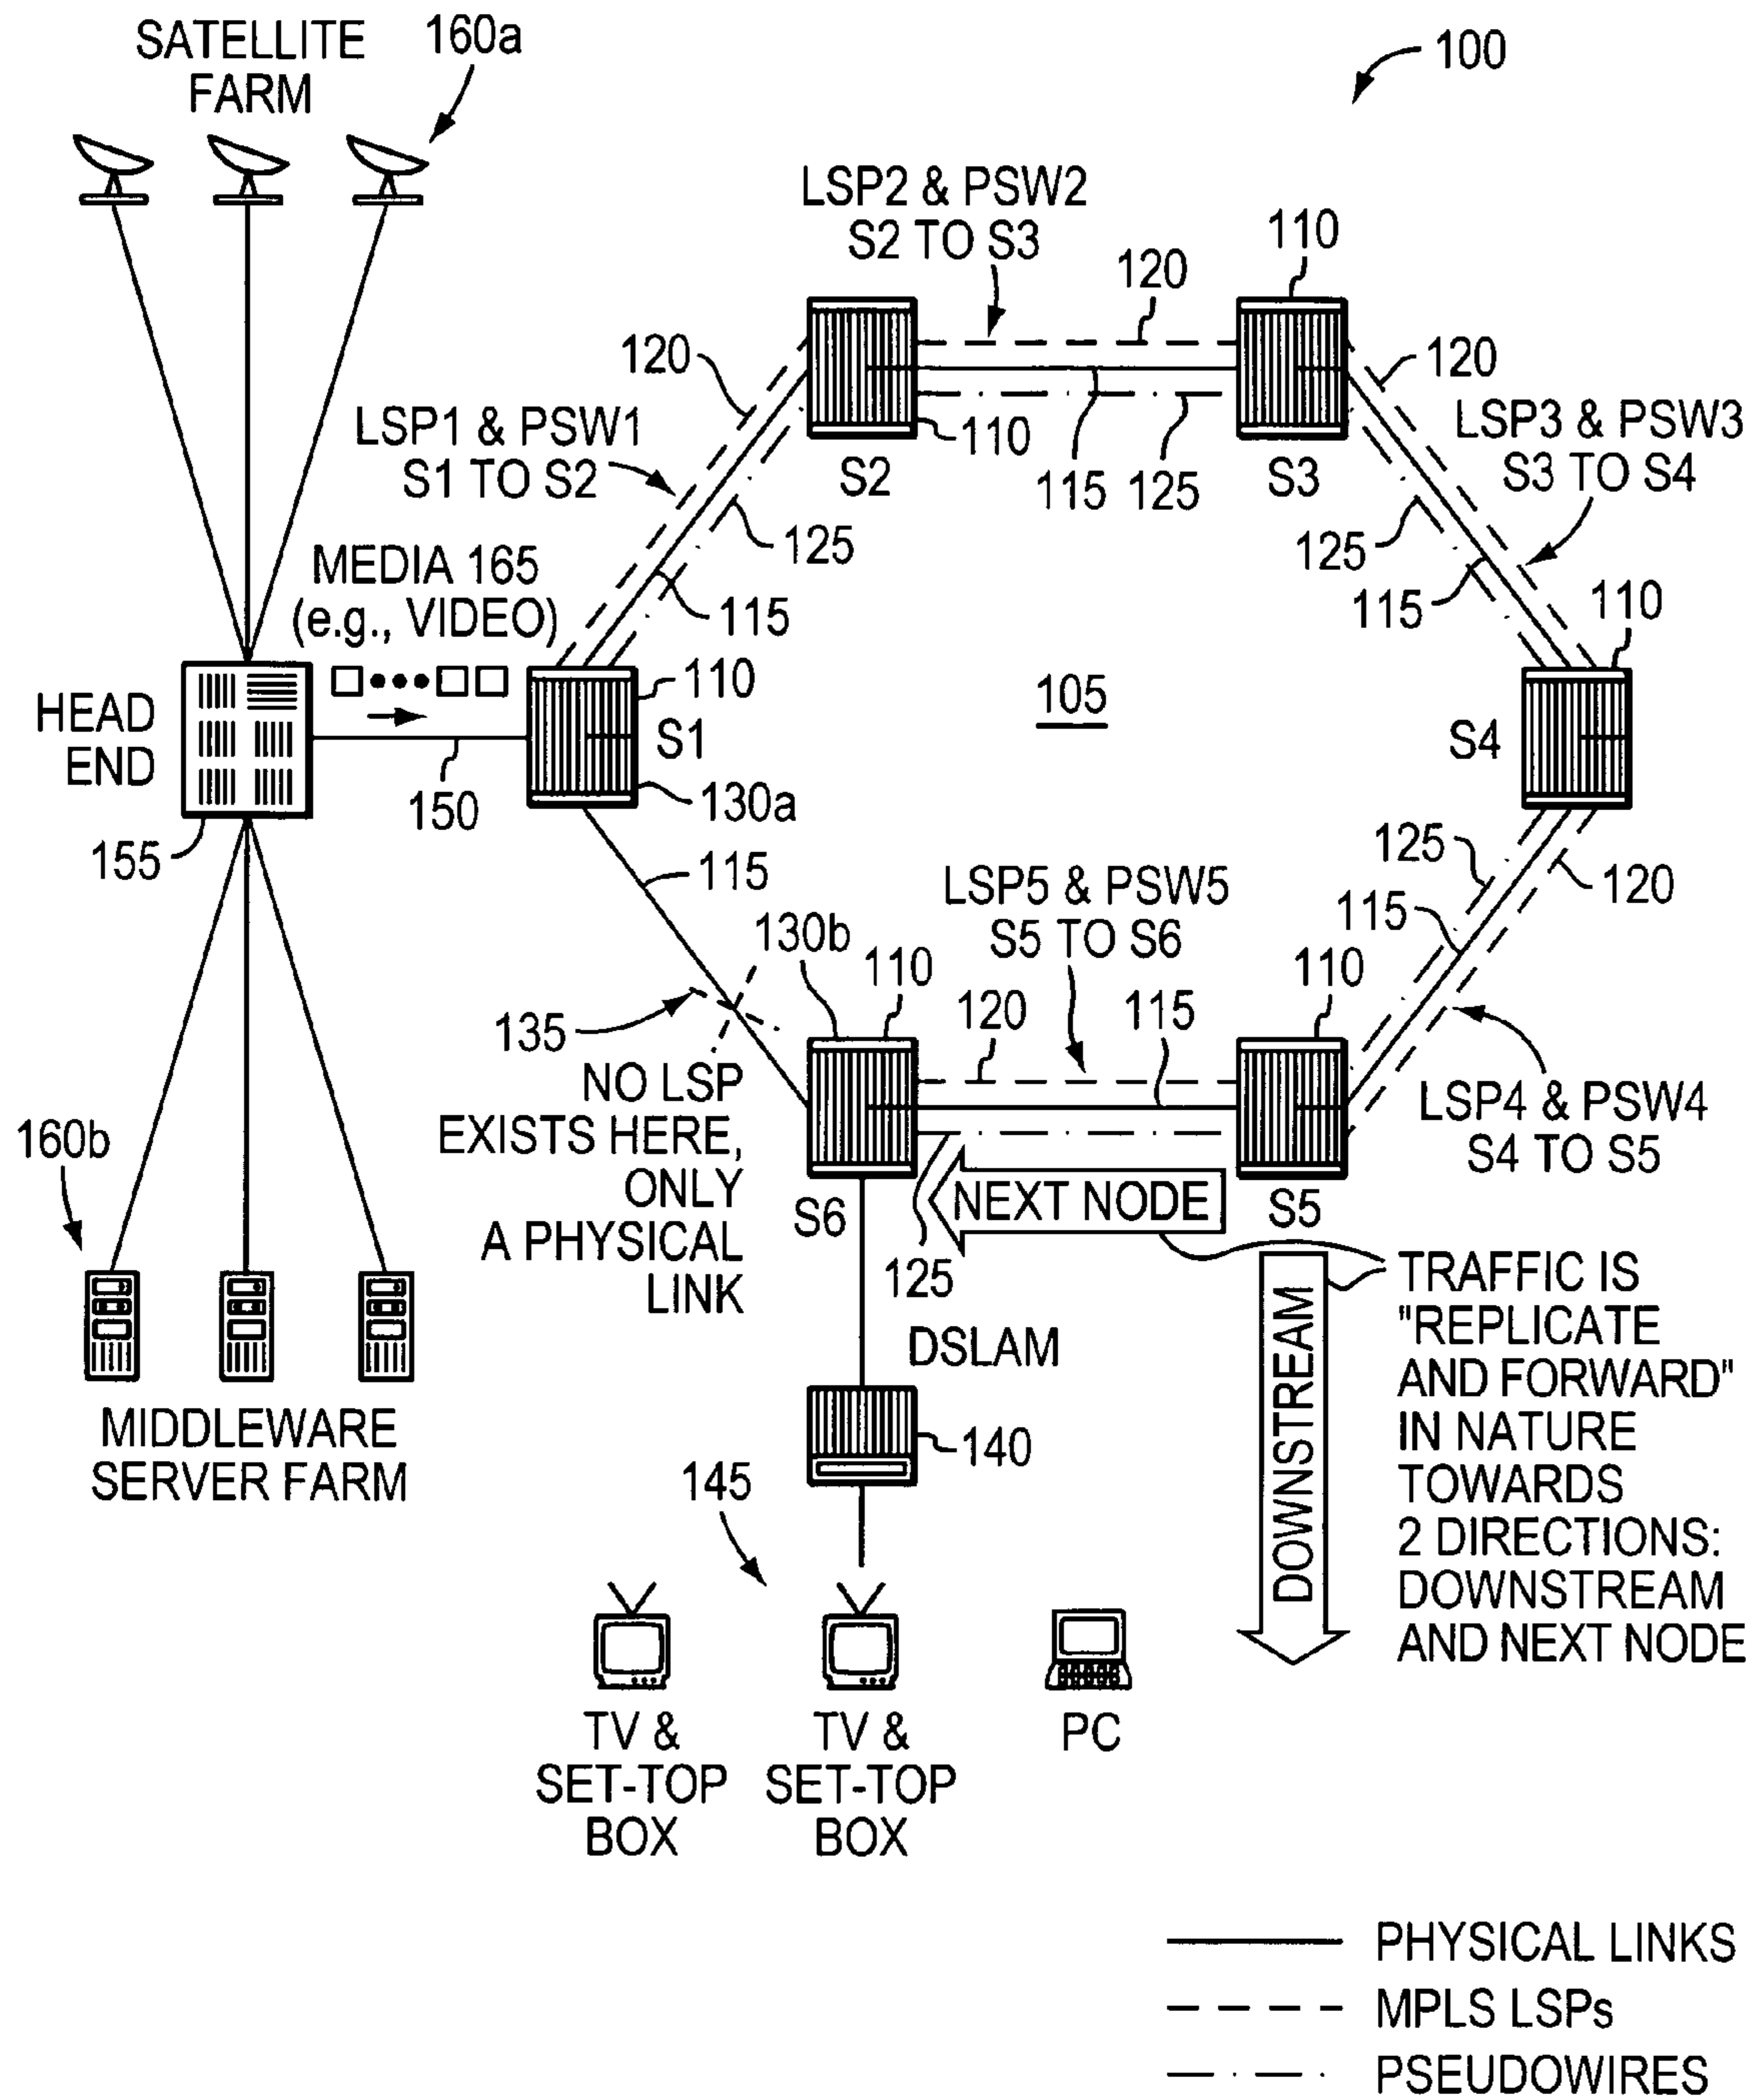 SATELLITE
FARM
160a
100
LSP2 & PSW2
S2 TO S3
110
120
120
120
LSP1 & PSW1
S1 TO S2
110
S2
115
125
S3
LSP3 & PSW3
S3 TO S4
125
125
MEDIA 165
(e.g., VIDEO)
115
115
110
110
105
HEAD
END
S1
S4
130a
150
155
115
125
120
LSP5 & PSW5
S5 TO S6
115
130b
110
110
120
115
135
NO LSP
EXISTS HERE,
ONLY
A PHYSICAL
LINK
LSP4 & PSW4
S4 TO S5
160b
S6
NEXT NODE
S5
125
TRAFFIC IS
"REPLICATE
AND FORWARD"
IN NATURE
TOWARDS
2 DIRECTIONS:
DOWNSTREAM
AND NEXT NODE
DOWNSTREAM
DSLAM
MIDDLEWARE
SERVER FARM
140
145
TV &
SET-TOP
BOX
TV &
SET-TOP
BOX
PC
PHYSICAL LINKS
MPLS LSPs
PSEUDOWIRES